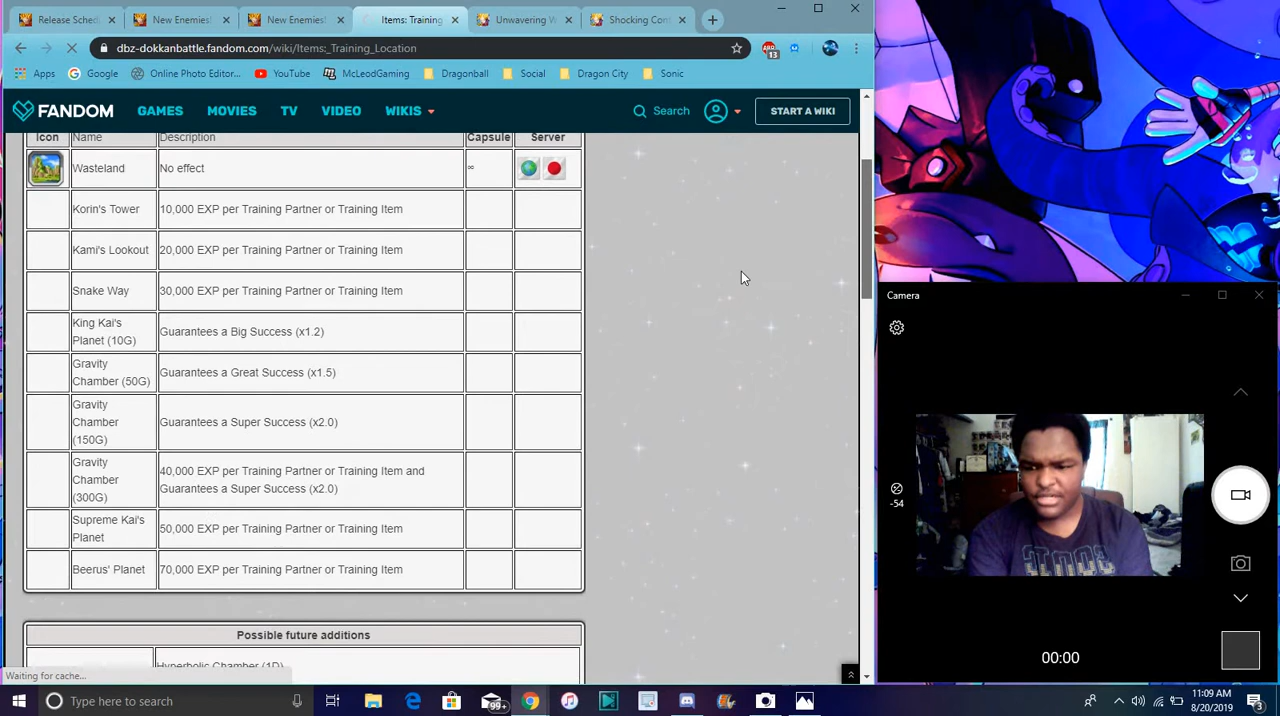 Release Sched
New Enemies!
New Enemies!
Items: Training
Unwavering V
Shocking Con
dbz-dokkanbattle.fandom.com/wiki/Items:_Training_Location
13
Apps
Google
Online Photo Editor...
YouTube
McLeodGaming
Dragonball
Social
Dragon City
Sonic
FANDOM
GAMES
MOVIES
TV
VIDEO
WIKIS
Search
START A WIKI
Icon
Name
Description
Capsule
Server
Wasteland
No effect
∞
Korin's Tower
10,000 EXP per Training Partner or Training Item
Kami's Lookout
20,000 EXP per Training Partner or Training Item
Snake Way
30,000 EXP per Training Partner or Training Item
King Kai's
Planet (10G)
Guarantees a Big Success (x1.2)
Gravity
Chamber (50G)
Guarantees a Great Success (x1.5)
Gravity
Chamber
(150G)
Guarantees a Super Success (x2.0)
Gravity
Chamber
(300G)
40,000 EXP per Training Partner or Training Item and
Guarantees a Super Success (x2.0)
Supreme Kai's
Planet
50,000 EXP per Training Partner or Training Item
Beerus' Planet
70,000 EXP per Training Partner or Training Item
Possible future additions
Hyperbolic Chamber (1D)
Waiting for cache...
Camera
-54
00:00
Type here to search
99+
11:09 AM
8/20/2019
3